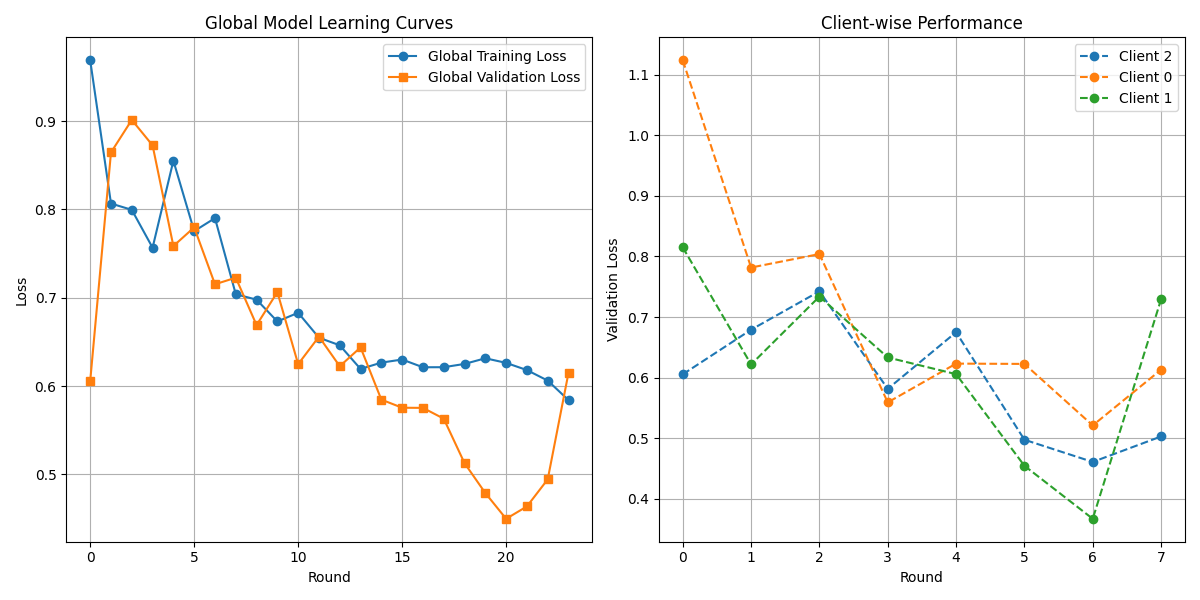 Global Model Learning Curves
Global Training Loss
Global Validation Loss
Loss
0.9
0.8
0.7
0.6
0.5
0 5 10 15 20
Round
Client-wise Performance
Client 2
Client 0
Client 1
Validation Loss
1.1
1.0
0.9
0.8
0.7
0.6
0.5
0.4
0 1 2 3 4 5 6 7
Round